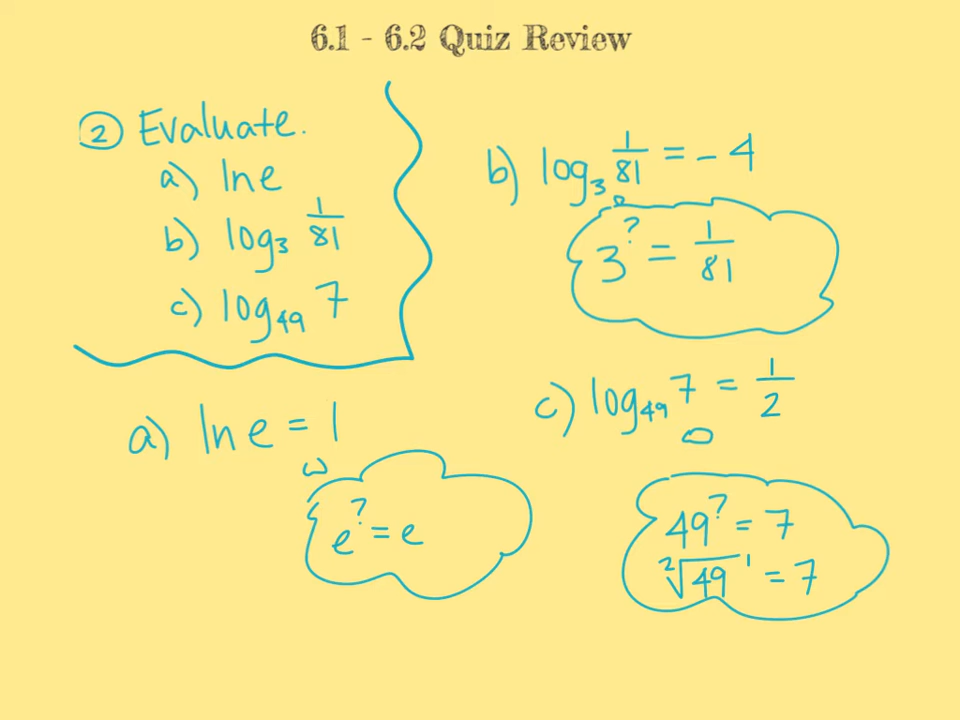 6.1 - 6.2 Quiz Review
② Evaluate.
a) ln e
b) log₃ 1/81
c) log₄₉ 7
a) ln e = 1
e^? = e
b) log₃ 1/81 = -4
3^? = 1/81
c) log₄₉ 7 = 1/2
49^? = 7
²√49¹ = 7